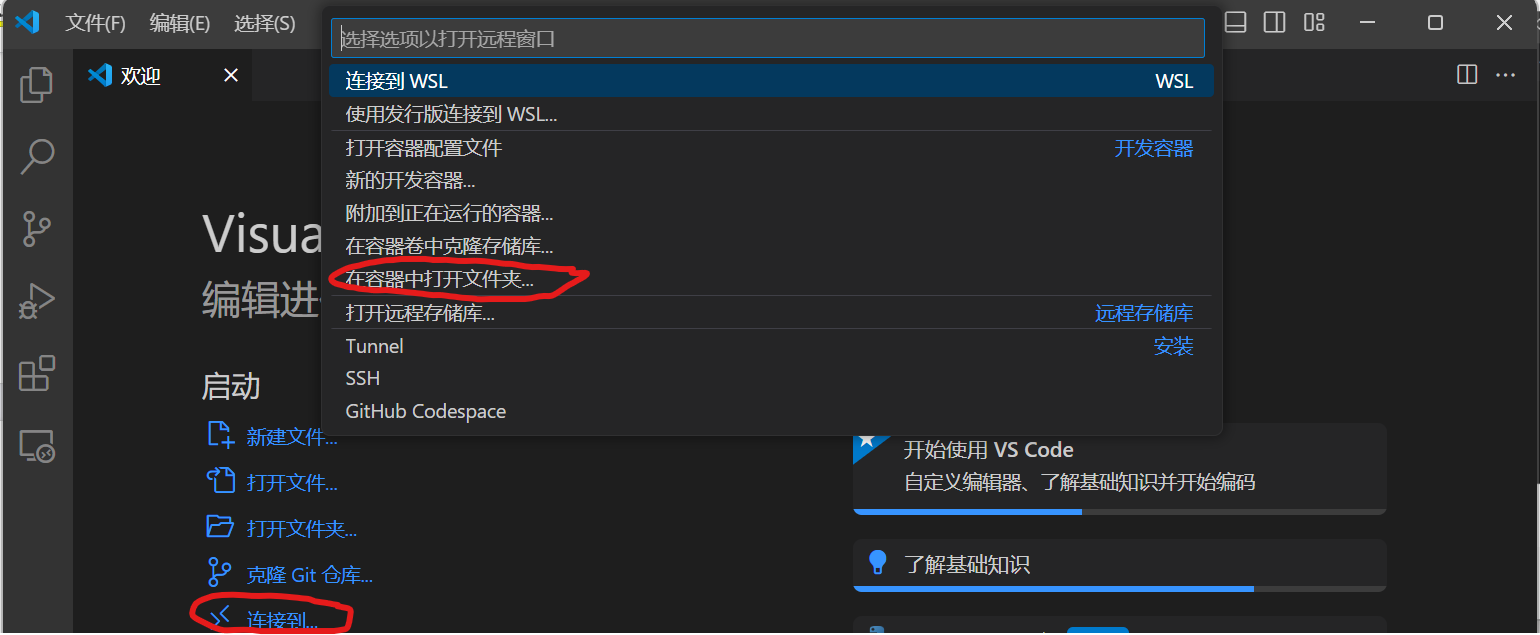 文件(F) 编辑(E) 选择(S)
选择选项以打开远程窗口
欢迎
连接到 WSL WSL
使用发行版连接到 WSL...
打开容器配置文件 开发容器
新的开发容器...
附加到正在运行的容器...
在容器卷中克隆存储库...
在容器中打开文件夹...
打开远程存储库... 远程存储库
Tunnel 安装
SSH
GitHub Codespace
Visua
编辑进
启动
新建文件...
打开文件...
打开文件夹...
克隆 Git 仓库...
连接到...
开始使用 VS Code
自定义编辑器、了解基础知识并开始编码
了解基础知识